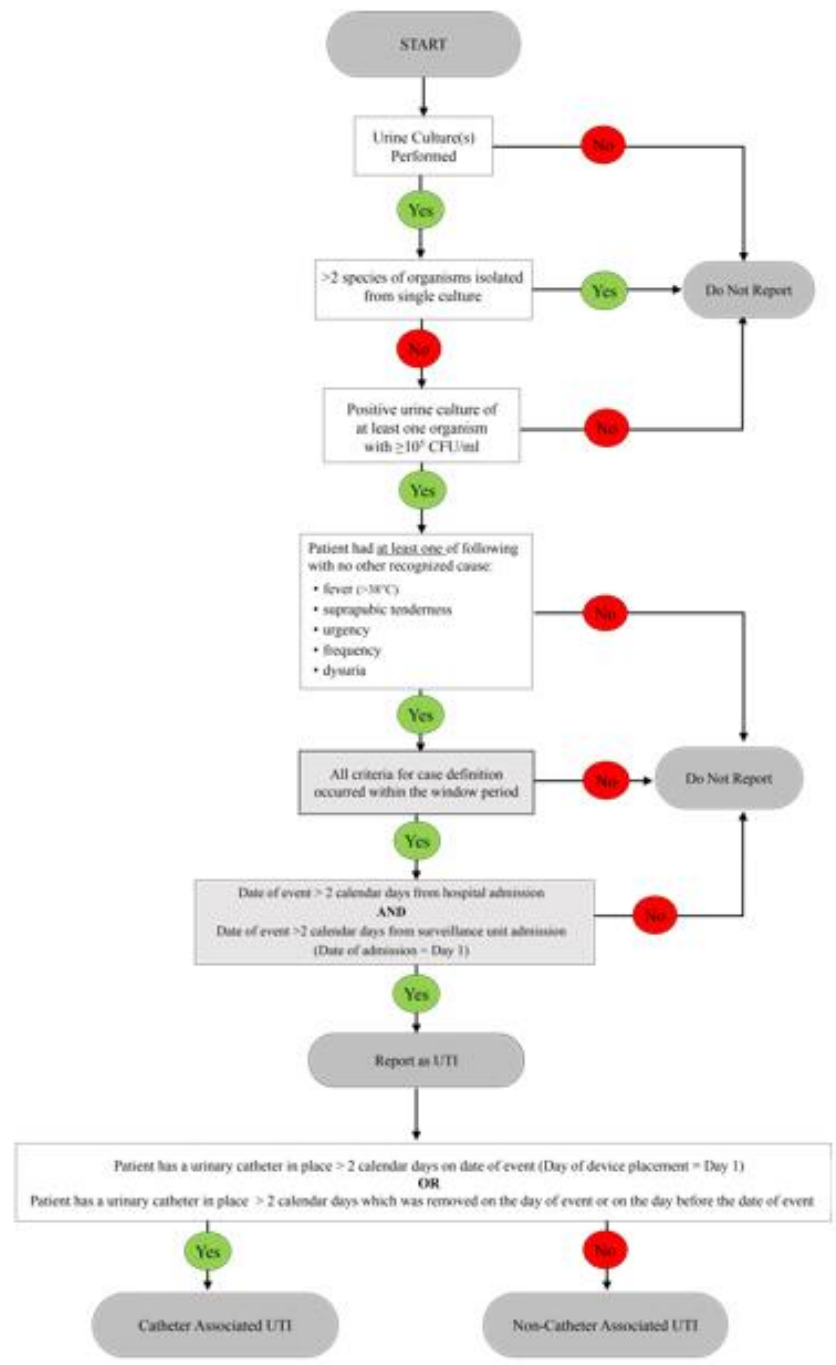 START
Urine Culture(s)
Performed
No
Yes
>2 species of organisms isolated
from single culture
Yes
Do Not Report
No
Positive urine culture of
at least one organism
with ≥10⁵ CFU/ml
No
Yes
Patient had at least one of following
with no other recognized cause:
• fever (>38°C)
• suprapubic tenderness
• urgency
• frequency
• dysuria
No
Yes
All criteria for case definition
occurred within the window period
No
Do Not Report
Yes
Date of event > 2 calendar days from hospital admission
AND
Date of event >2 calendar days from surveillance unit admission
(Date of admission = Day 1)
No
Yes
Report as UTI
Patient has a urinary catheter in place > 2 calendar days on date of event (Day of device placement = Day 1)
OR
Patient has a urinary catheter in place > 2 calendar days which was removed on the day of event or on the day before the date of event
Yes
No
Catheter Associated UTI
Non-Catheter Associated UTI